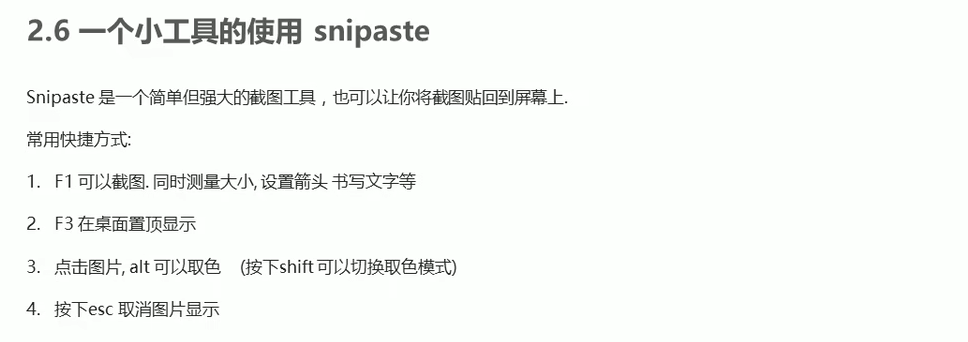 2.6 一个小工具的使用 snipaste
Snipaste 是一个简单但强大的截图工具，也可以让你将截图贴回到屏幕上.
常用快捷方式:
1. F1 可以截图. 同时测量大小, 设置箭头 书写文字等
2. F3 在桌面置顶显示
3. 点击图片, alt 可以取色 (按下shift 可以切换取色模式)
4. 按下esc 取消图片显示